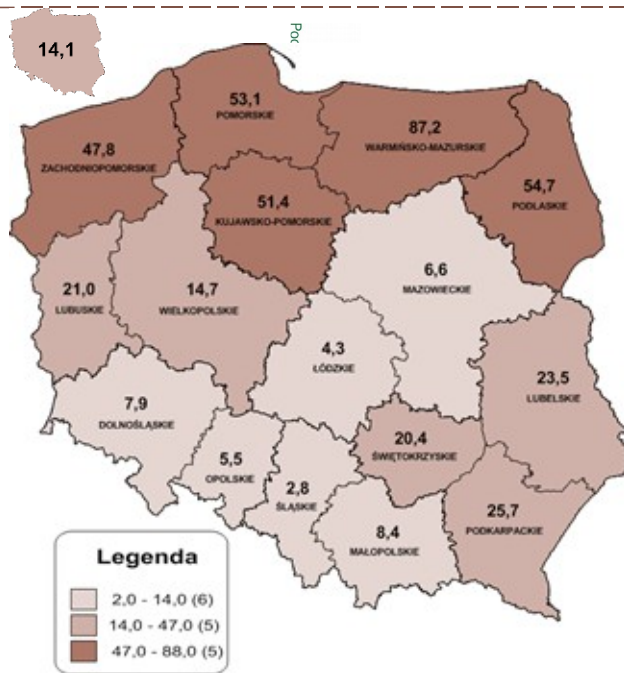 14,1
Poc
53,1
POMORSKIE
87,2
WARMIŃSKO-MAZURSKIE
47,8
ZACHODNIOPOMORSKIE
54,7
PODLASKIE
51,4
KUJAWSKO-POMORSKIE
6,6
MAZOWIECKIE
21,0
LUBUSKIE
14,7
WIELKOPOLSKIE
4,3
ŁÓDZKIE
23,5
LUBELSKIE
7,9
DOLNOŚLĄSKIE
20,4
ŚWIĘTOKRZYSKIE
5,5
OPOLSKIE
2,8
ŚLĄSKIE
25,7
PODKARPACKIE
8,4
MAŁOPOLSKIE
Legenda
2,0 - 14,0 (6)
14,0 - 47,0 (5)
47,0 - 88,0 (5)